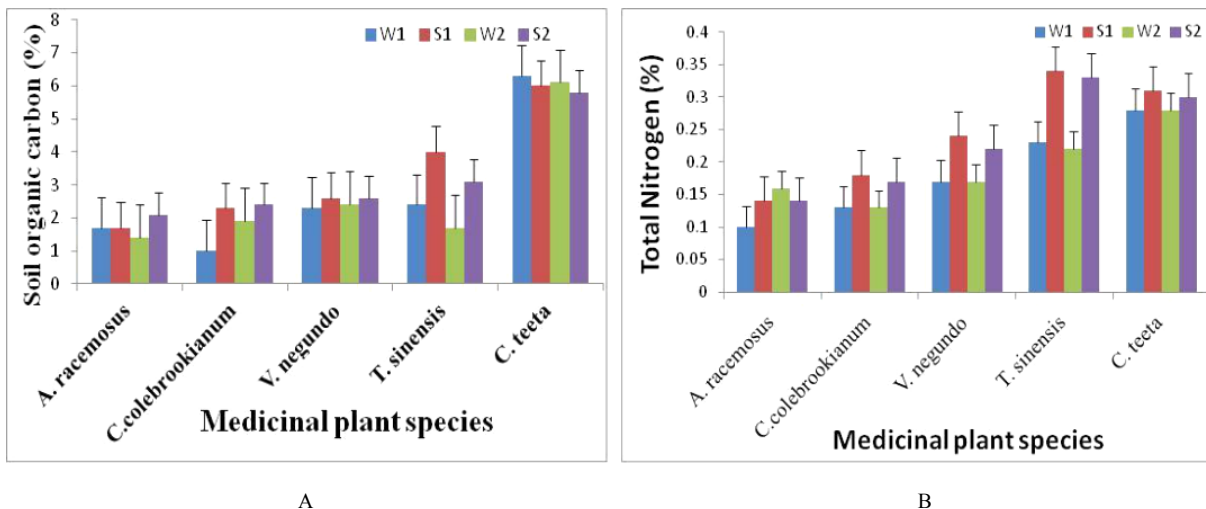 Soil organic carbon (%)
8
7
6
5
4
3
2
1
0
W1 S1 W2 S2
A. racemosus
C.colebrookianum
V. negundo
T. sinensis
C. teeta
Medicinal plant species
A
Total Nitrogen (%)
0.4
0.35
0.3
0.25
0.2
0.15
0.1
0.05
0
W1 S1 W2 S2
A. racemosus
C.colebrookianum
V. negundo
T. sinensis
C. teeta
Medicinal plant species
B